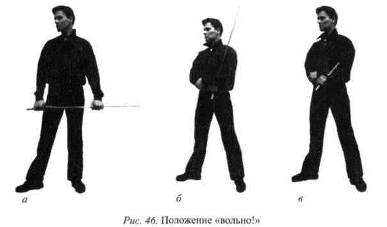 а б в
Рис. 46. Положение «вольно!»